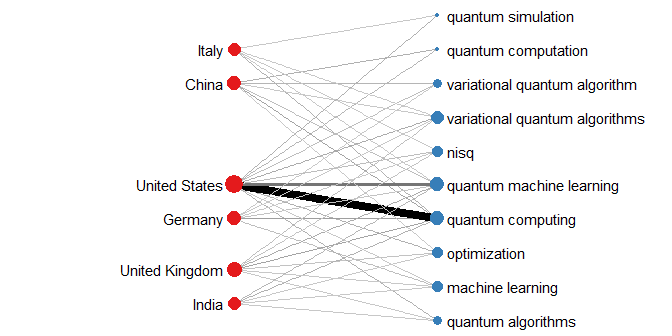 Italy
China
United States
Germany
United Kingdom
India
quantum simulation
quantum computation
variational quantum algorithm
variational quantum algorithms
nisq
quantum machine learning
quantum computing
optimization
machine learning
quantum algorithms